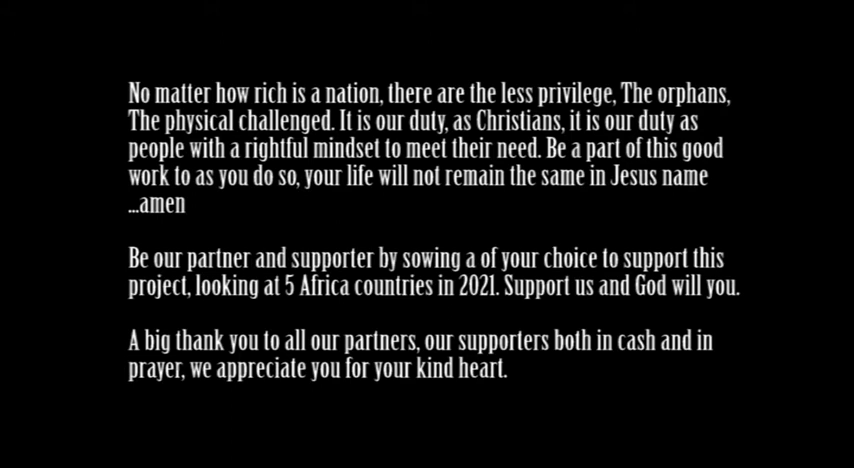 No matter how rich is a nation, there are the less privilege, The orphans,
The physical challenged. It is our duty, as Christians, it is our duty as
people with a rightful mindset to meet their need. Be a part of this good
work to as you do so, your life will not remain the same in Jesus name
...amen
Be our partner and supporter by sowing a of your choice to support this
project, looking at 5 Africa countries in 2021. Support us and God will you.
A big thank you to all our partners, our supporters both in cash and in
prayer, we appreciate you for your kind heart.